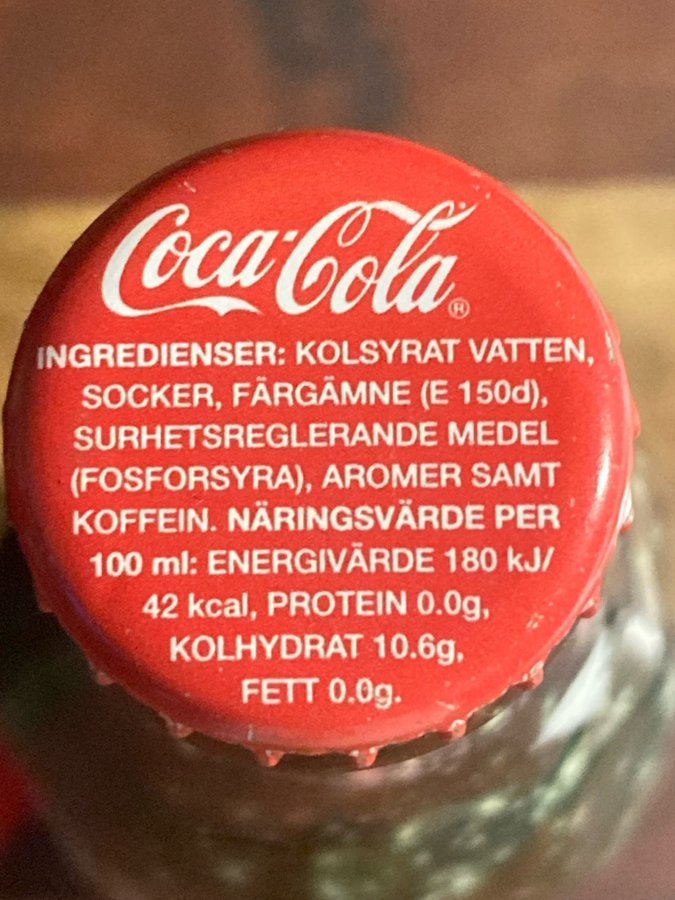 Coca-Cola®
INGREDIENSER: KOLSYRAT VATTEN,
SOCKER, FÄRGÄMNE (E 150d),
SURHETSREGLERANDE MEDEL
(FOSFORSYRA), AROMER SAMT
KOFFEIN. NÄRINGSVÄRDE PER
100 ml: ENERGIVÄRDE 180 kJ/
42 kcal, PROTEIN 0.0g,
KOLHYDRAT 10.6g,
FETT 0.0g.